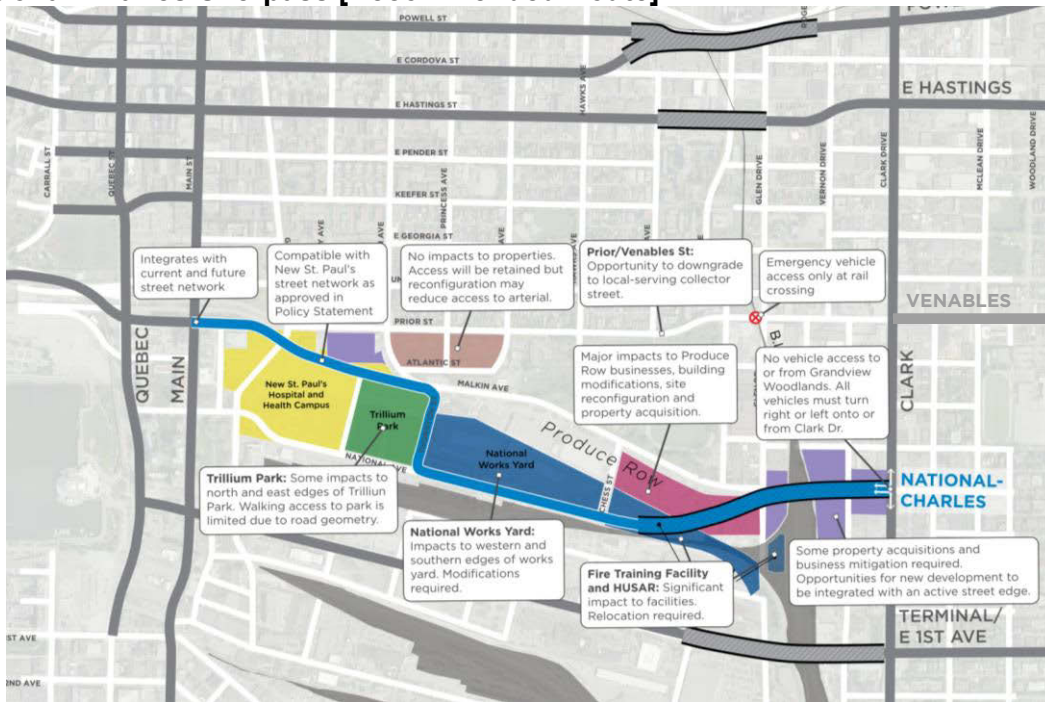 POWELL ST
E CORDOVA ST
HAWKS AVE
E HASTINGS
E HASTINGS ST
CARRALL ST
QUEBEC ST
MAIN ST
E PENDER ST
PRINCESS AVE
GLEN DRIVE
VERNON DRIVE
CLARK DRIVE
MCLEAN DRIVE
WOODLAND DRIVE
KEEFER ST
E GEORGIA ST
Integrates with
current and future
street network
Compatible with
New St. Paul's
street network as
approved in
Policy Statement
No impacts to properties.
Access will be retained but
reconfiguration may
reduce access to arterial.
Prior/Venables St:
Opportunity to downgrade
to local-serving collector
street.
Emergency vehicle
access only at rail
crossing
VENABLES
PRIOR ST
ATLANTIC ST
MALKIN AVE
QUEBEC
MAIN
New St. Paul's
Hospital and
Health Campus
Trillium
Park
NATIONAL AVE
National
Works Yard
Produce Row
Major impacts to Produce
Row businesses, building
modifications, site
reconfiguration and
property acquisition.
No vehicle access to
or from Grandview
Woodlands. All
vehicles must turn
right or left onto or
from Clark Dr.
CLARK
NATIONAL-
CHARLES
Trillium Park: Some impacts to
north and east edges of Trilliun
Park. Walking access to park is
limited due to road geometry.
National Works Yard:
Impacts to western and
southern edges of works
yard. Modifications
required.
Fire Training Facility
and HUSAR: Significant
impact to facilities.
Relocation required.
Some property acquisitions and
business mitigation required.
Opportunities for new development to
be integrated with an active street edge.
TERMINAL/
E 1ST AVE
1ST AVE
2ND AVE